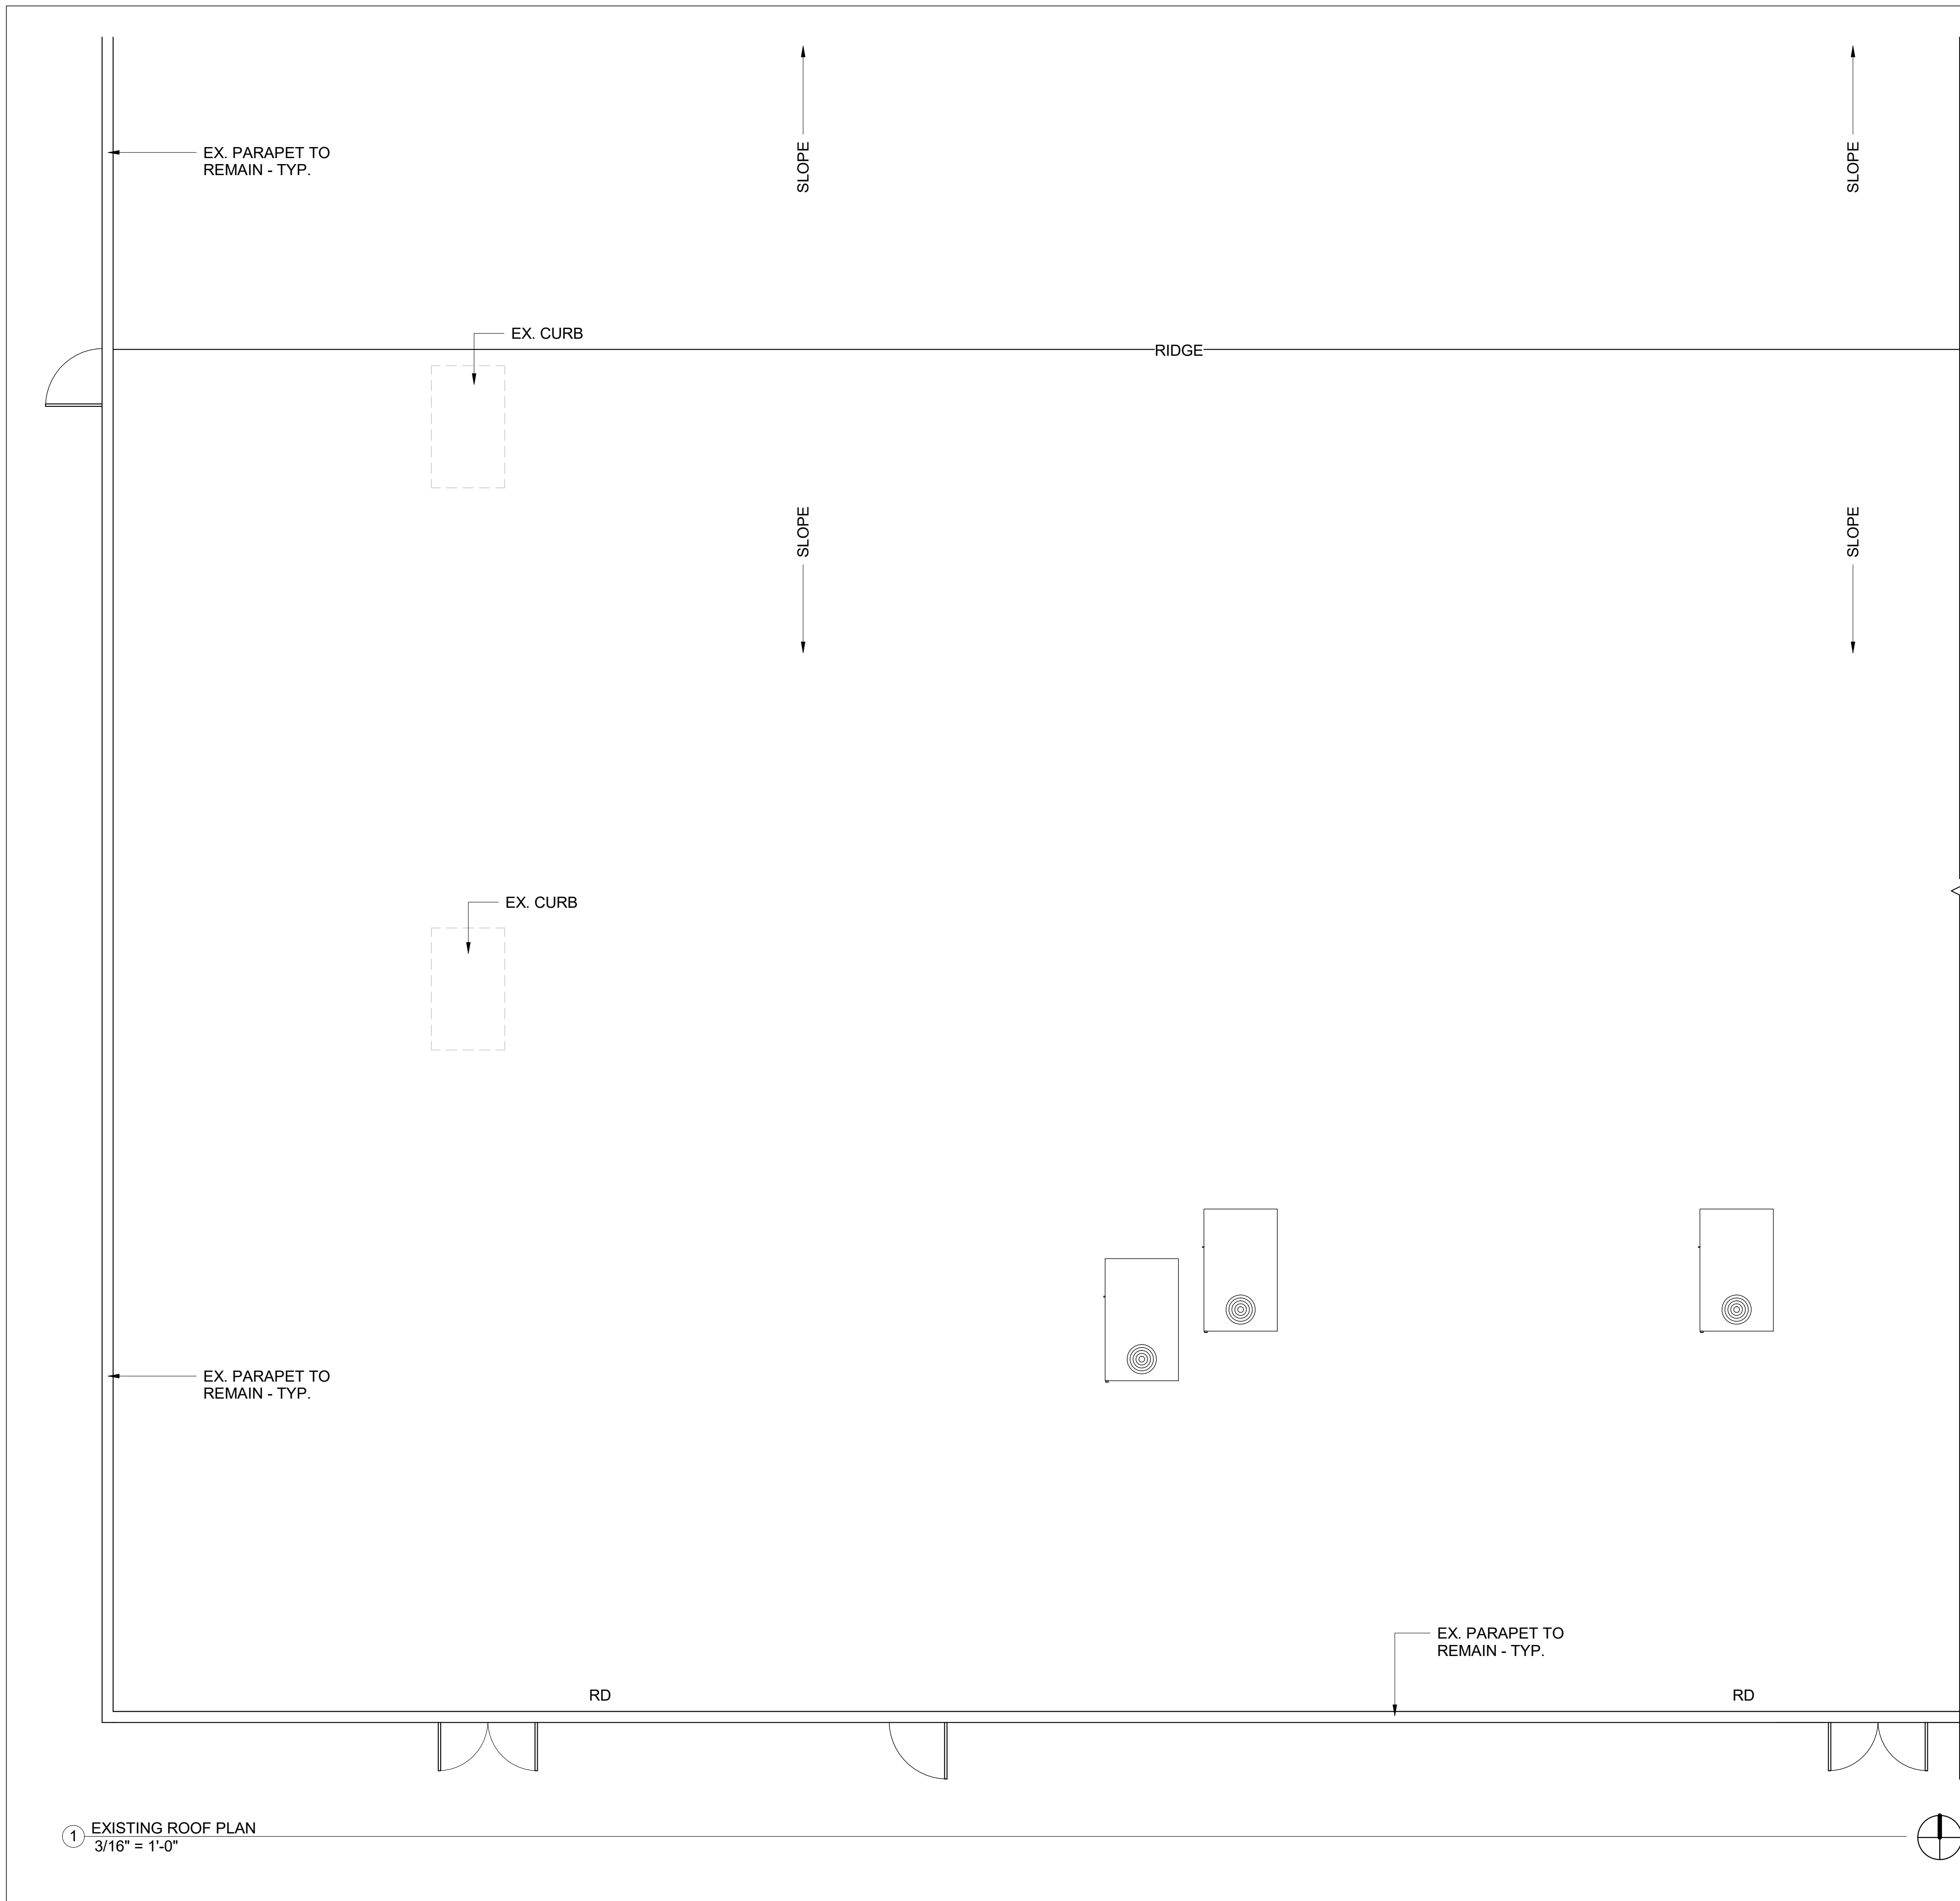 EX. PARAPET TO
REMAIN - TYP.
SLOPE
SLOPE
EX. CURB
RIDGE
SLOPE
SLOPE
EX. CURB
EX. PARAPET TO
REMAIN - TYP.
EX. PARAPET TO
REMAIN - TYP.
RD
RD
1
EXISTING ROOF PLAN
3/16" = 1'-0"